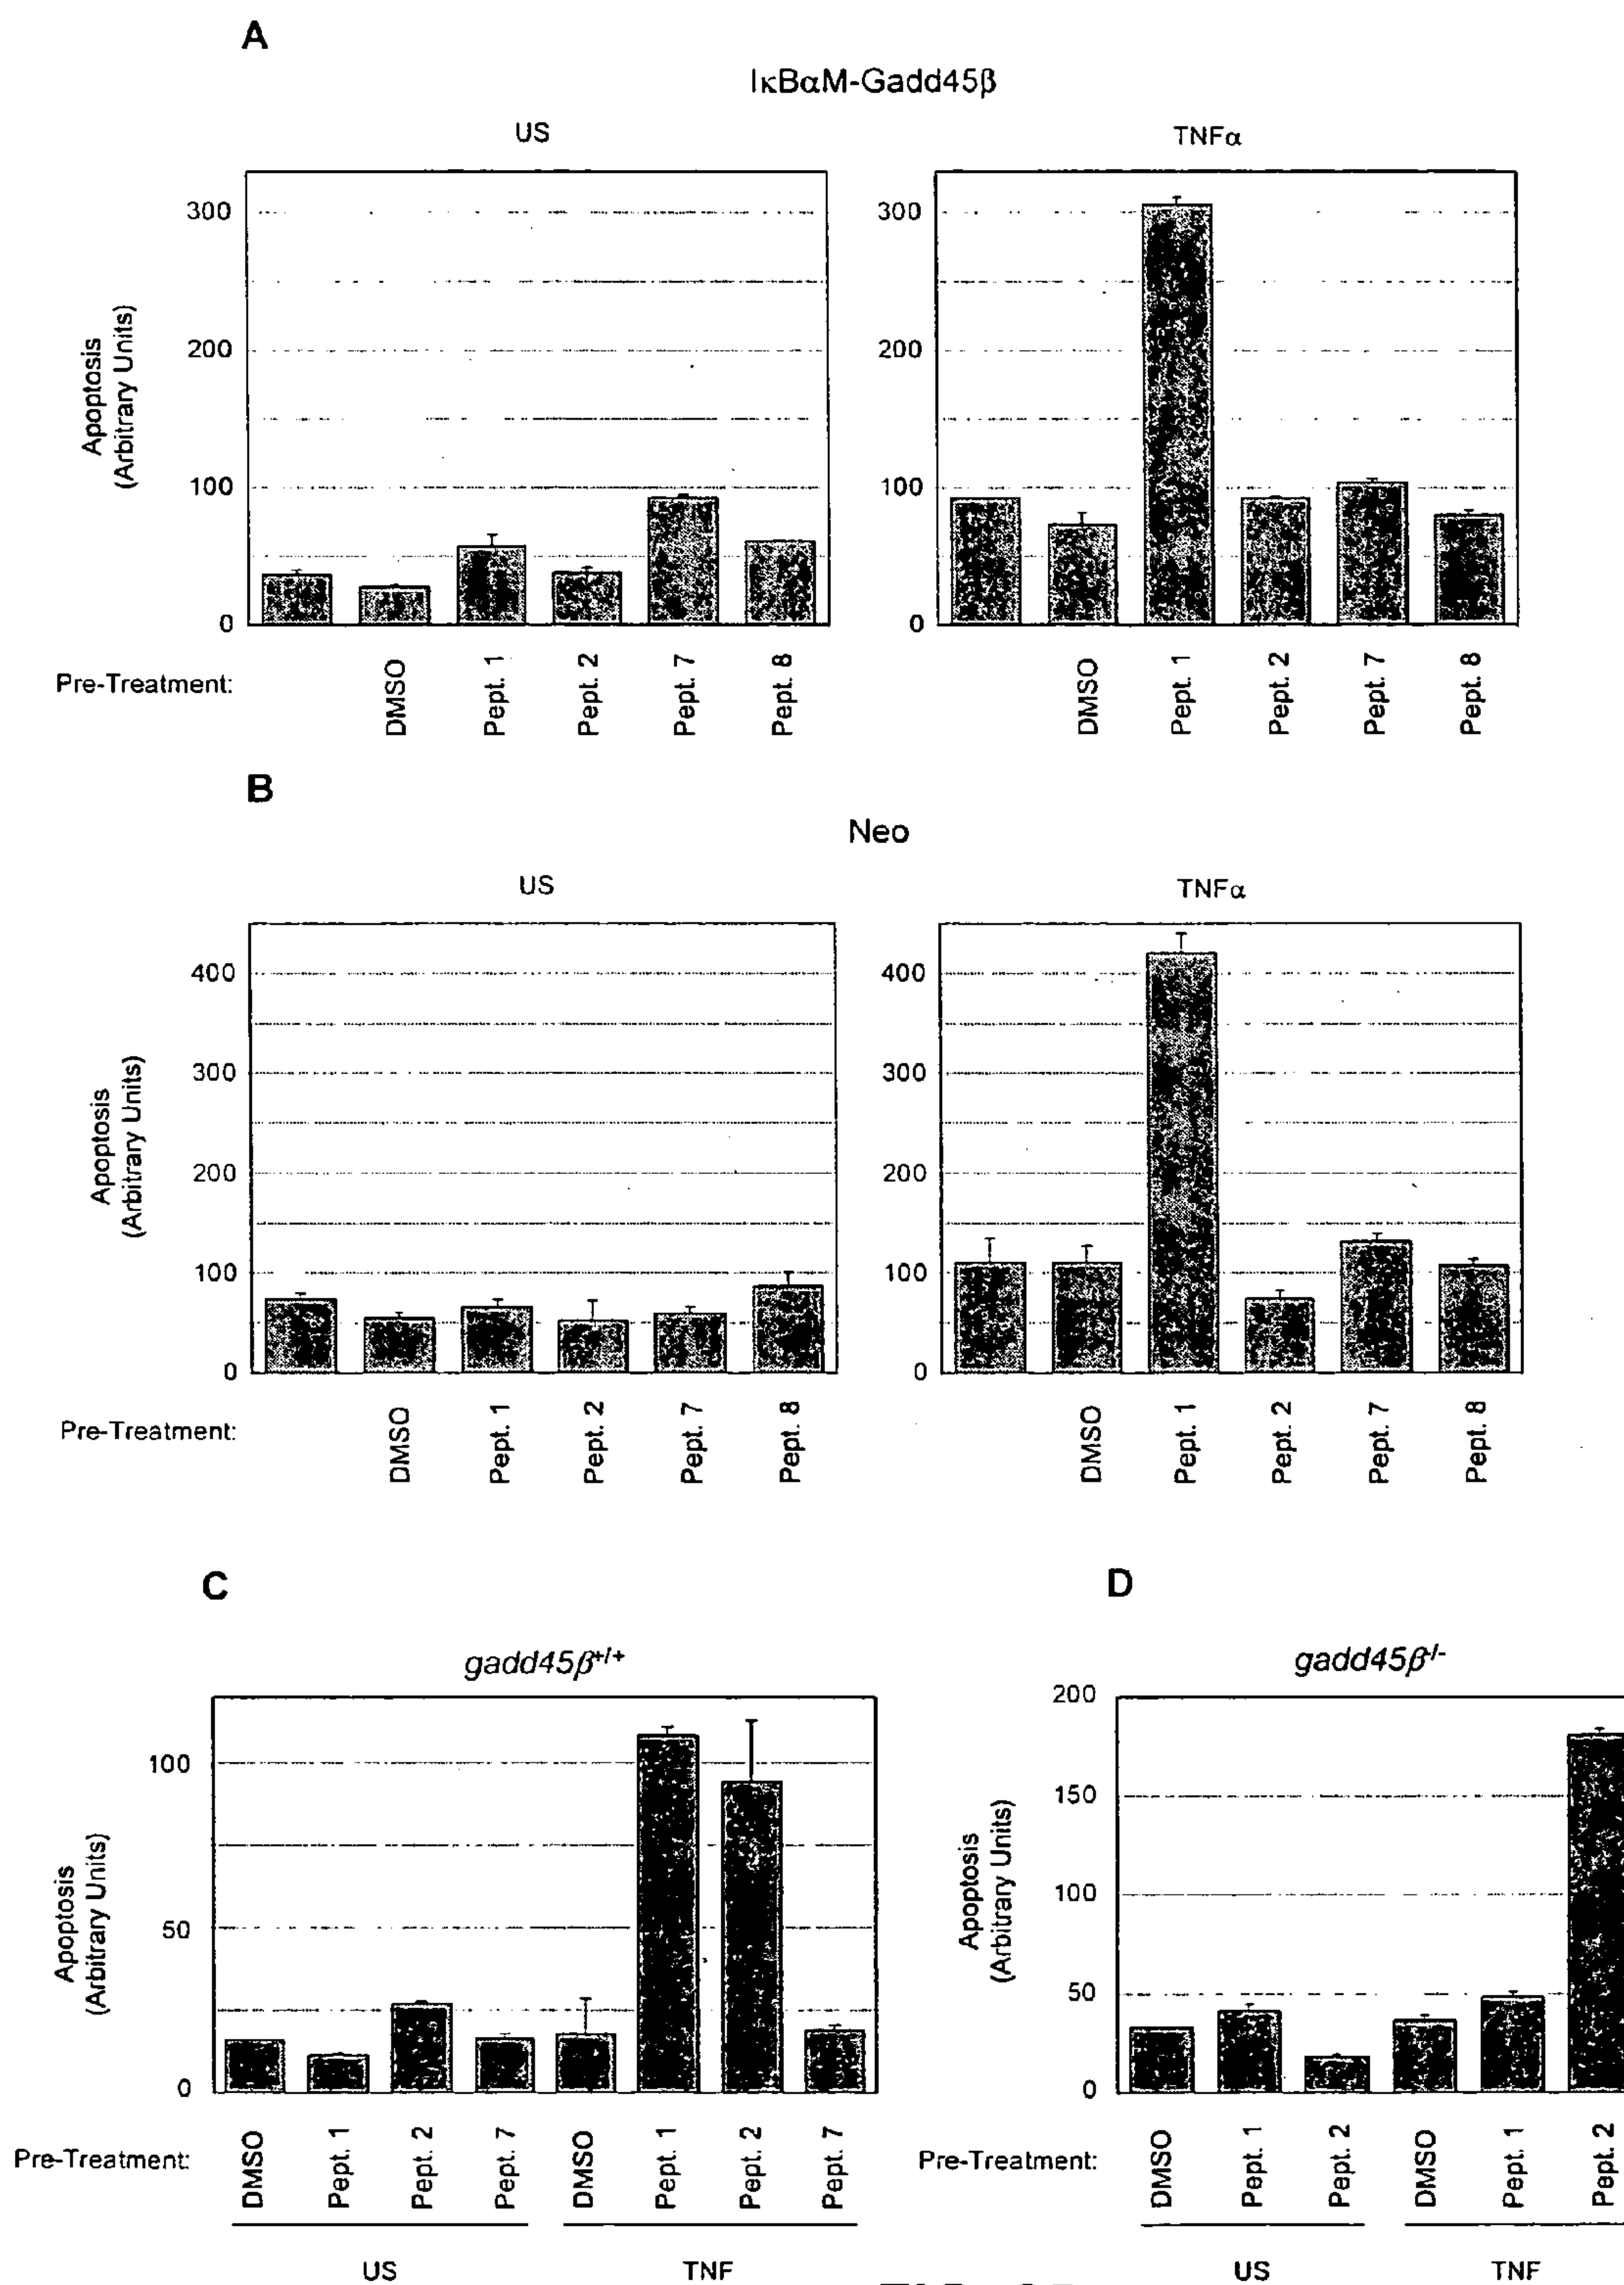 A
IκBαM-Gadd45β
US
TNFα
Apoptosis
(Arbitrary Units)
300
200
100
0
300
200
100
0
Pre-Treatment:
DMSO
Pept. 1
Pept. 2
Pept. 7
Pept. 8
DMSO
Pept. 1
Pept. 2
Pept. 7
Pept. 8
B
Neo
US
TNFα
Apoptosis
(Arbitrary Units)
400
300
200
100
0
400
300
200
100
0
Pre-Treatment:
DMSO
Pept. 1
Pept. 2
Pept. 7
Pept. 8
DMSO
Pept. 1
Pept. 2
Pept. 7
Pept. 8
C
gadd45β+/+
Apoptosis
(Arbitrary Units)
100
50
0
Pre-Treatment:
DMSO
Pept. 1
Pept. 2
Pept. 7
DMSO
Pept. 1
Pept. 2
Pept. 7
US
TNF
D
gadd45β-/-
Apoptosis
(Arbitrary Units)
200
150
100
50
0
Pre-Treatment:
DMSO
Pept. 1
Pept. 2
DMSO
Pept. 1
Pept. 2
US
TNF